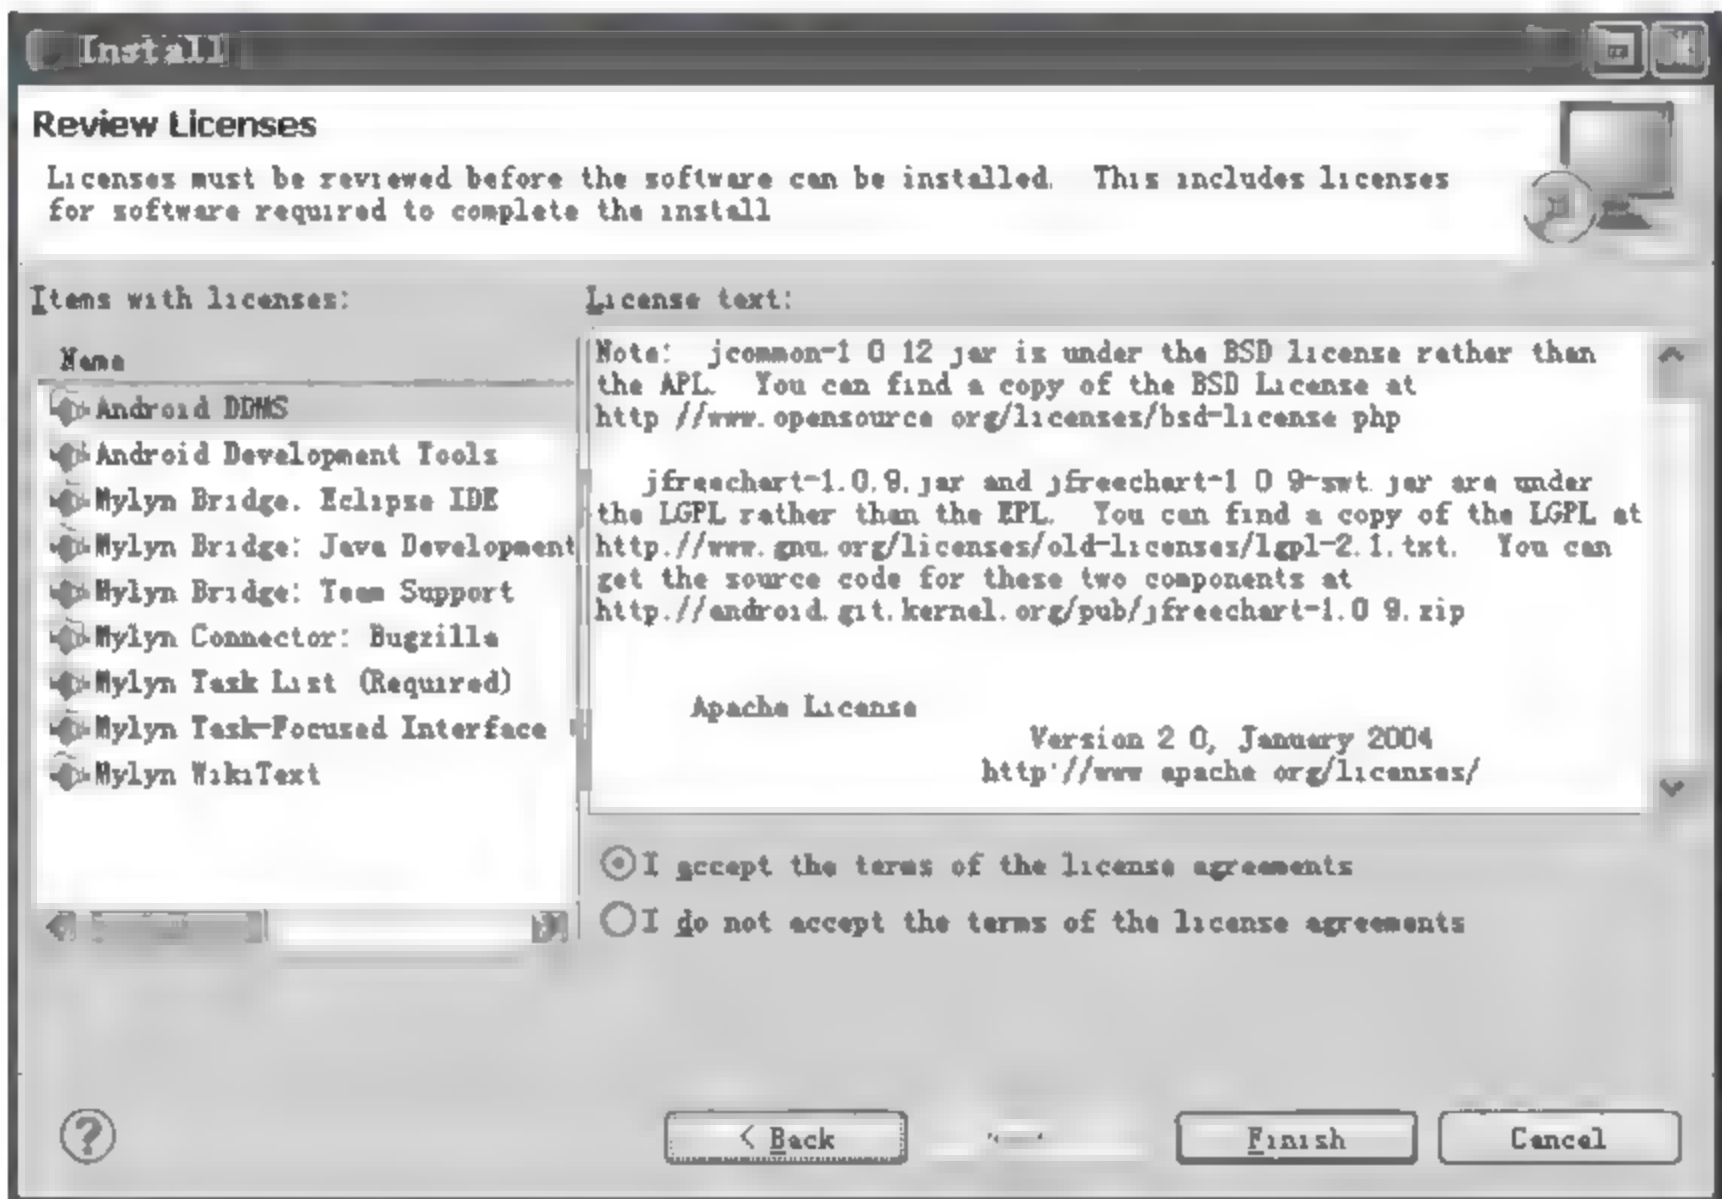 Install
Review Licenses
Licenses must be reviewed before the software can be installed.  This includes licenses
for software required to complete the install
Items with licenses:
Name
Android DDMS
Android Development Tools
Mylyn Bridge. Eclipse IDE
Mylyn Bridge: Java Development
Mylyn Bridge: Team Support
Mylyn Connector: Bugzilla
Mylyn Task List (Required)
Mylyn Task-Focused Interface
Mylyn WikiText
License text:
Note:  jcommon-1 0 12 jar is under the BSD license rather than
the APL.  You can find a copy of the BSD License at
http //www.opensource org/licenses/bsd-license php
jfreechart-1.0.9.jar and jfreechart-1 0 9-swt.jar are under
the LGPL rather than the EPL.  You can find a copy of the LGPL at
http.//www.gnu.org/licenses/old-licenses/lgpl-2.1.txt.  You can
get the source code for these two components at
http.//android.git.kernel.org/pub/jfreechart-1.0 9.zip
Apache License
Version 2 0, January 2004
http'//www apache org/licenses/
I accept the terms of the license agreements
I do not accept the terms of the license agreements
?
< Back
Finish
Cancel